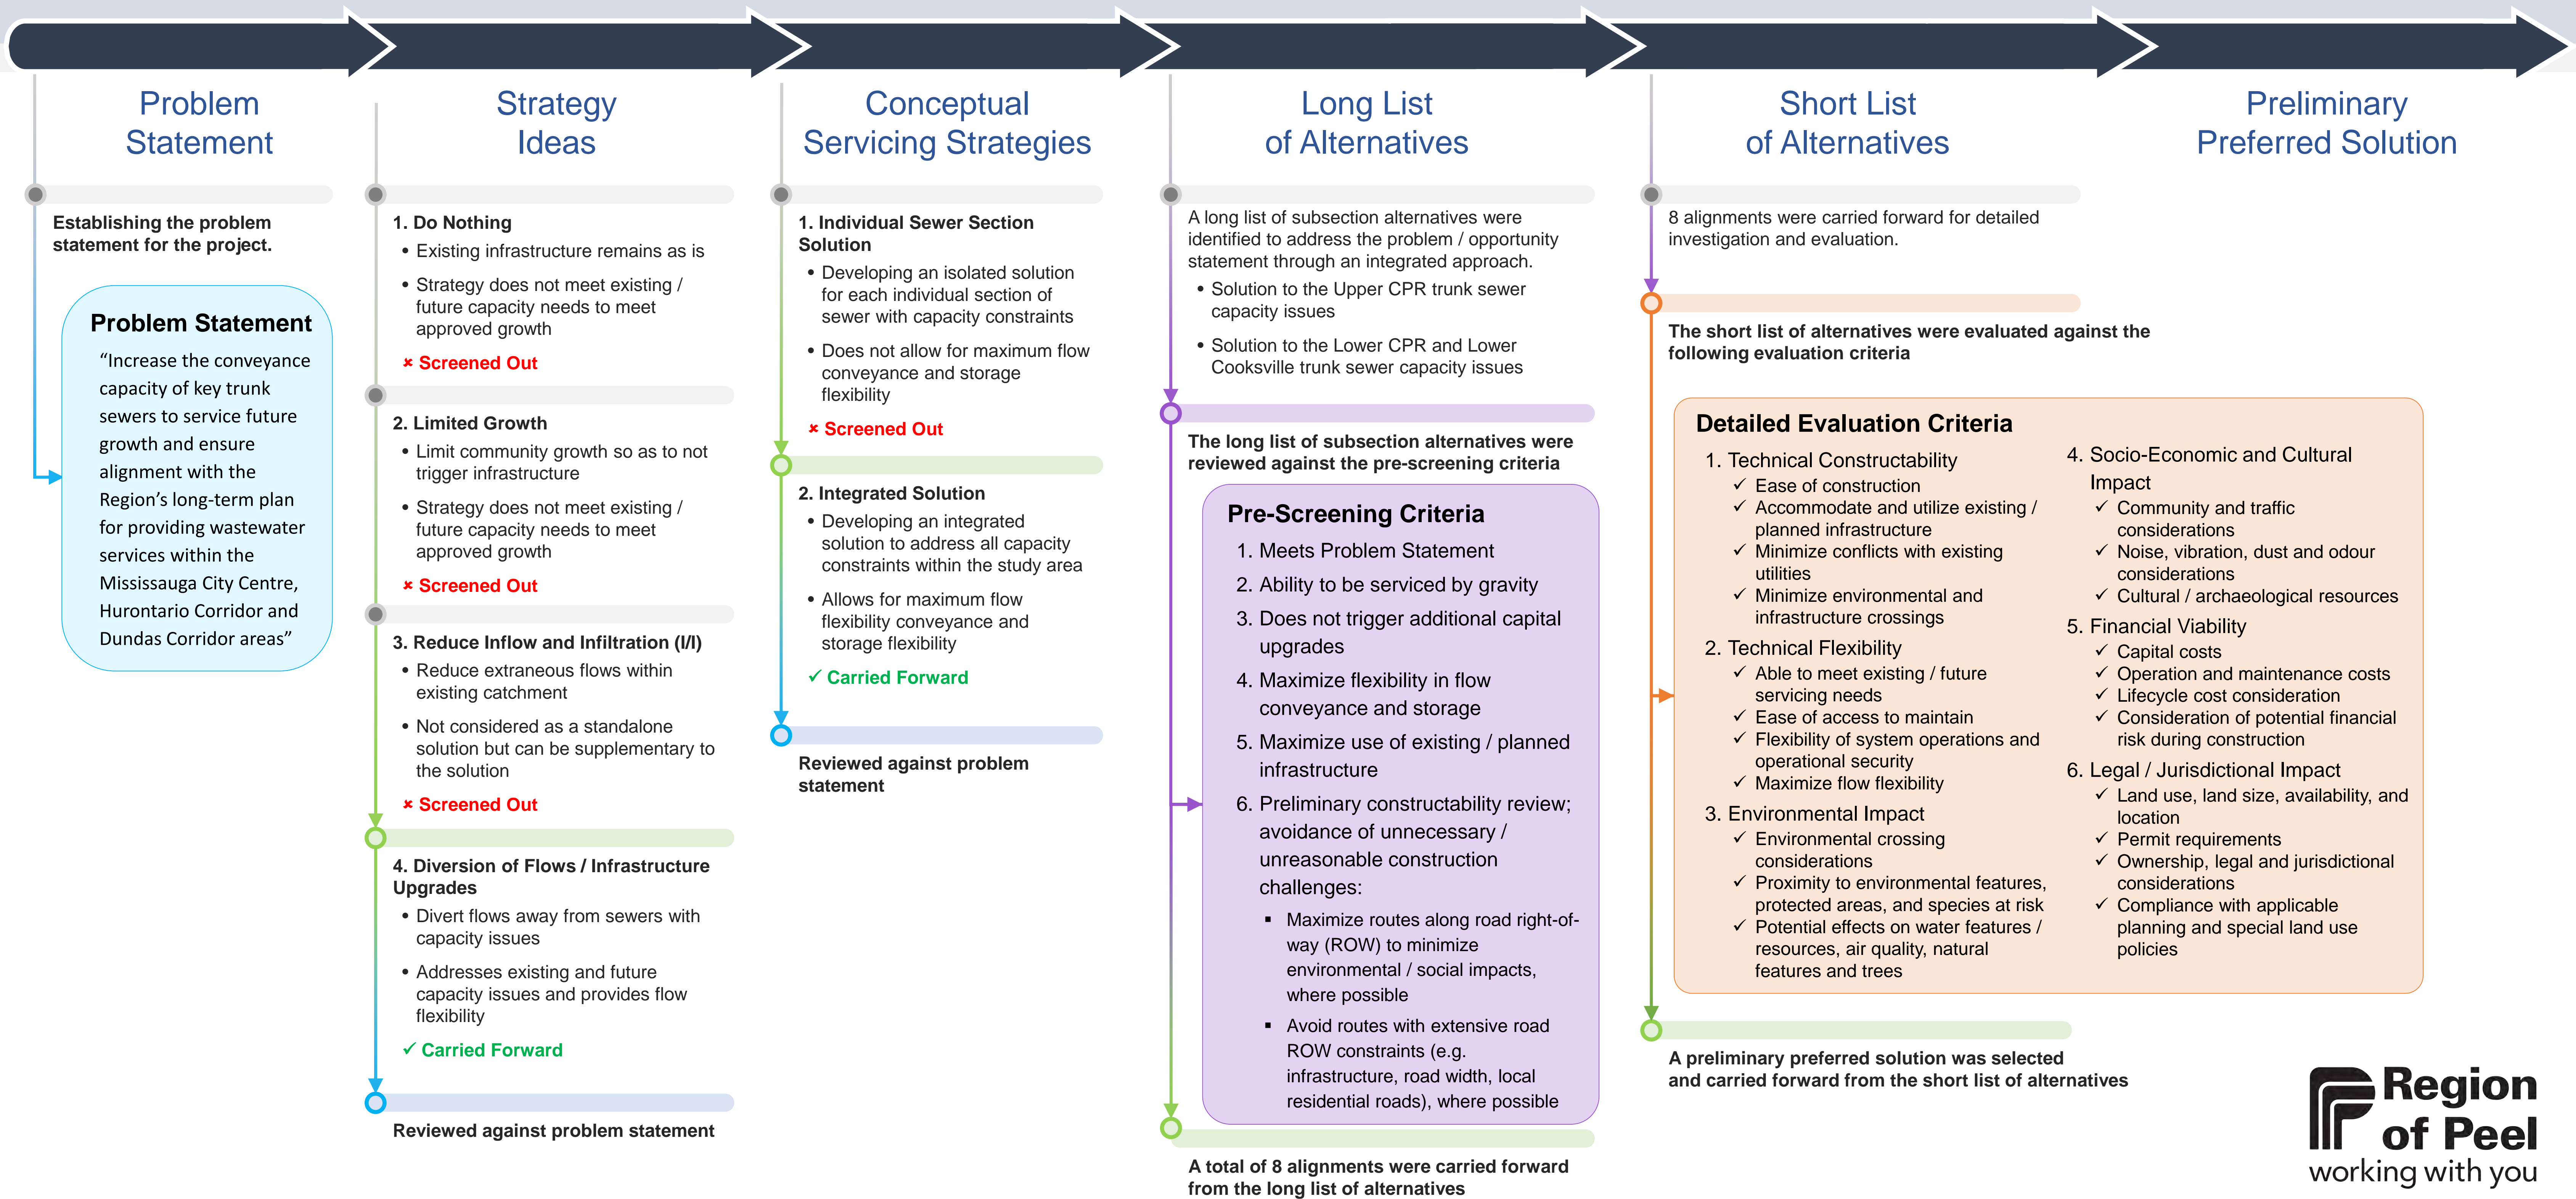 Problem
Statement
Establishing the problem
statement for the project.
Problem Statement
“Increase the conveyance
capacity of key trunk
sewers to service future
growth and ensure
alignment with the
Region’s long-term plan
for providing wastewater
services within the
Mississauga City Centre,
Hurontario Corridor and
Dundas Corridor areas”
Strategy
Ideas
1. Do Nothing
• Existing infrastructure remains as is
• Strategy does not meet existing /
future capacity needs to meet
approved growth
✘ Screened Out
2. Limited Growth
• Limit community growth so as to not
trigger infrastructure
• Strategy does not meet existing /
future capacity needs to meet
approved growth
✘ Screened Out
3. Reduce Inflow and Infiltration (I/I)
• Reduce extraneous flows within
existing catchment
• Not considered as a standalone
solution but can be supplementary to
the solution
✘ Screened Out
4. Diversion of Flows / Infrastructure
Upgrades
• Divert flows away from sewers with
capacity issues
• Addresses existing and future
capacity issues and provides flow
flexibility
✓ Carried Forward
Reviewed against problem statement
Conceptual
Servicing Strategies
1. Individual Sewer Section
Solution
• Developing an isolated solution
for each individual section of
sewer with capacity constraints
• Does not allow for maximum flow
conveyance and storage
flexibility
✘ Screened Out
2. Integrated Solution
• Developing an integrated
solution to address all capacity
constraints within the study area
• Allows for maximum flow
flexibility conveyance and
storage flexibility
✓ Carried Forward
Reviewed against problem
statement
Long List
of Alternatives
A long list of subsection alternatives were
identified to address the problem / opportunity
statement through an integrated approach.
• Solution to the Upper CPR trunk sewer
capacity issues
• Solution to the Lower CPR and Lower
Cooksville trunk sewer capacity issues
The long list of subsection alternatives were
reviewed against the pre-screening criteria
Pre-Screening Criteria
1. Meets Problem Statement
2. Ability to be serviced by gravity
3. Does not trigger additional capital
upgrades
4. Maximize flexibility in flow
conveyance and storage
5. Maximize use of existing / planned
infrastructure
6. Preliminary constructability review;
avoidance of unnecessary /
unreasonable construction
challenges:
▪ Maximize routes along road right-of-
way (ROW) to minimize
environmental / social impacts,
where possible
▪ Avoid routes with extensive road
ROW constraints (e.g.
infrastructure, road width, local
residential roads), where possible
A total of 8 alignments were carried forward
from the long list of alternatives
Short List
of Alternatives
8 alignments were carried forward for detailed
investigation and evaluation.
The short list of alternatives were evaluated against the
following evaluation criteria
Detailed Evaluation Criteria
1. Technical Constructability
✓ Ease of construction
✓ Accommodate and utilize existing /
planned infrastructure
✓ Minimize conflicts with existing
utilities
✓ Minimize environmental and
infrastructure crossings
2. Technical Flexibility
✓ Able to meet existing / future
servicing needs
✓ Ease of access to maintain
✓ Flexibility of system operations and
operational security
✓ Maximize flow flexibility
3. Environmental Impact
✓ Environmental crossing
considerations
✓ Proximity to environmental features,
protected areas, and species at risk
✓ Potential effects on water features /
resources, air quality, natural
features and trees
4. Socio-Economic and Cultural
Impact
✓ Community and traffic
considerations
✓ Noise, vibration, dust and odour
considerations
✓ Cultural / archaeological resources
5. Financial Viability
✓ Capital costs
✓ Operation and maintenance costs
✓ Lifecycle cost consideration
✓ Consideration of potential financial
risk during construction
6. Legal / Jurisdictional Impact
✓ Land use, land size, availability, and
location
✓ Permit requirements
✓ Ownership, legal and jurisdictional
considerations
✓ Compliance with applicable
planning and special land use
policies
A preliminary preferred solution was selected
and carried forward from the short list of alternatives
Preliminary
Preferred Solution
Region
of Peel
working with you